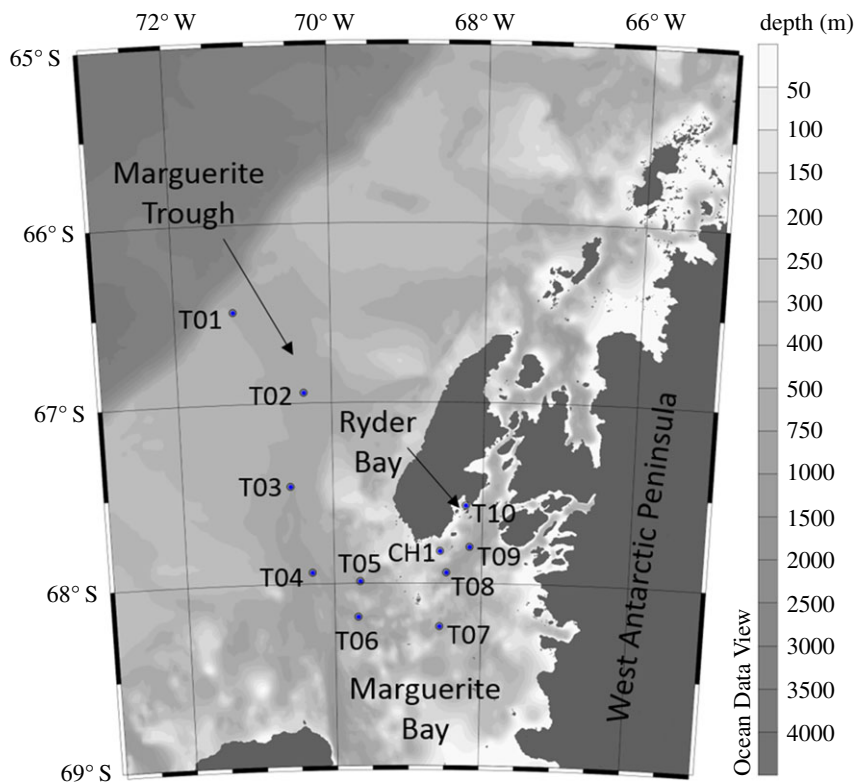 72° W 70° W 68° W 66° W depth (m)
65° S
50
100
Marguerite
Trough
150
200
66° S
250
300
T01
400
T02
500
67° S
Ryder
Bay
750
1000
T03
T10
1500
CH1
T09
2000
T04
T05
T08
68° S
2500
T06
T07
3000
Marguerite
Bay
3500
4000
69° S
West Antarctic Peninsula
Ocean Data View